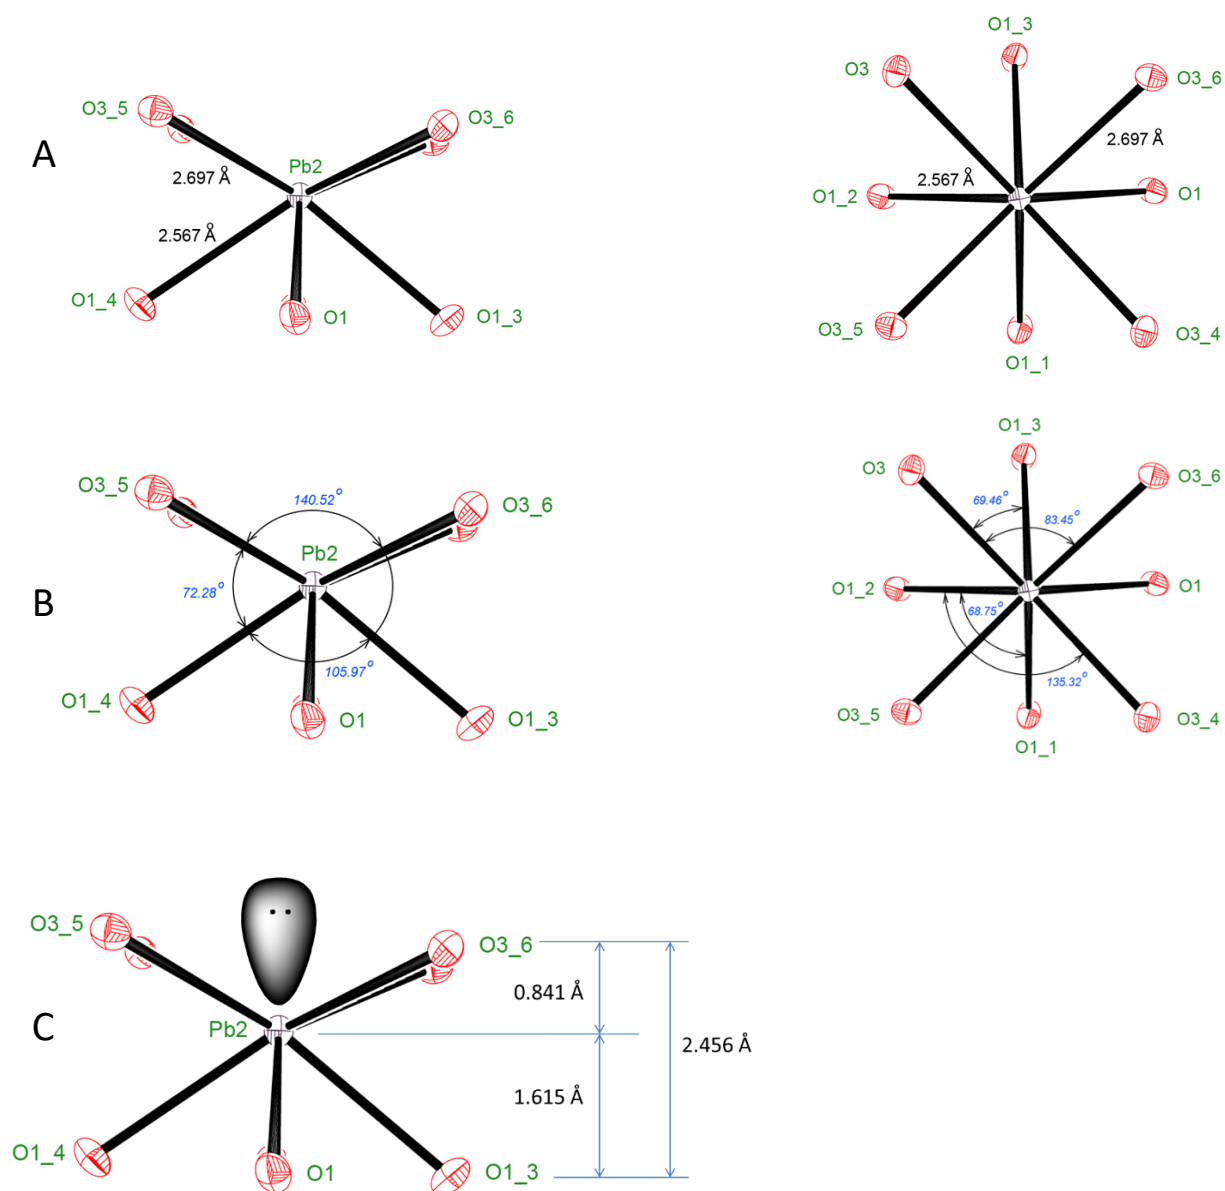 A
O3_5
O3_6
Pb2
2.697 Å
2.567 Å
O1_4
O1
O1_3
O1_3
O3
O3_6
2.697 Å
2.567 Å
O1_2
O1
O3_5
O3_4
O1_1
B
O3_5
140.52°
O3_6
Pb2
72.28°
105.97°
O1_4
O1
O1_3
O1_3
O3
O3_6
69.46°
83.45°
O1_2
O1
68.75°
135.32°
O3_5
O3_4
O1_1
C
O3_5
O3_6
0.841 Å
Pb2
2.456 Å
1.615 Å
O1_4
O1
O1_3